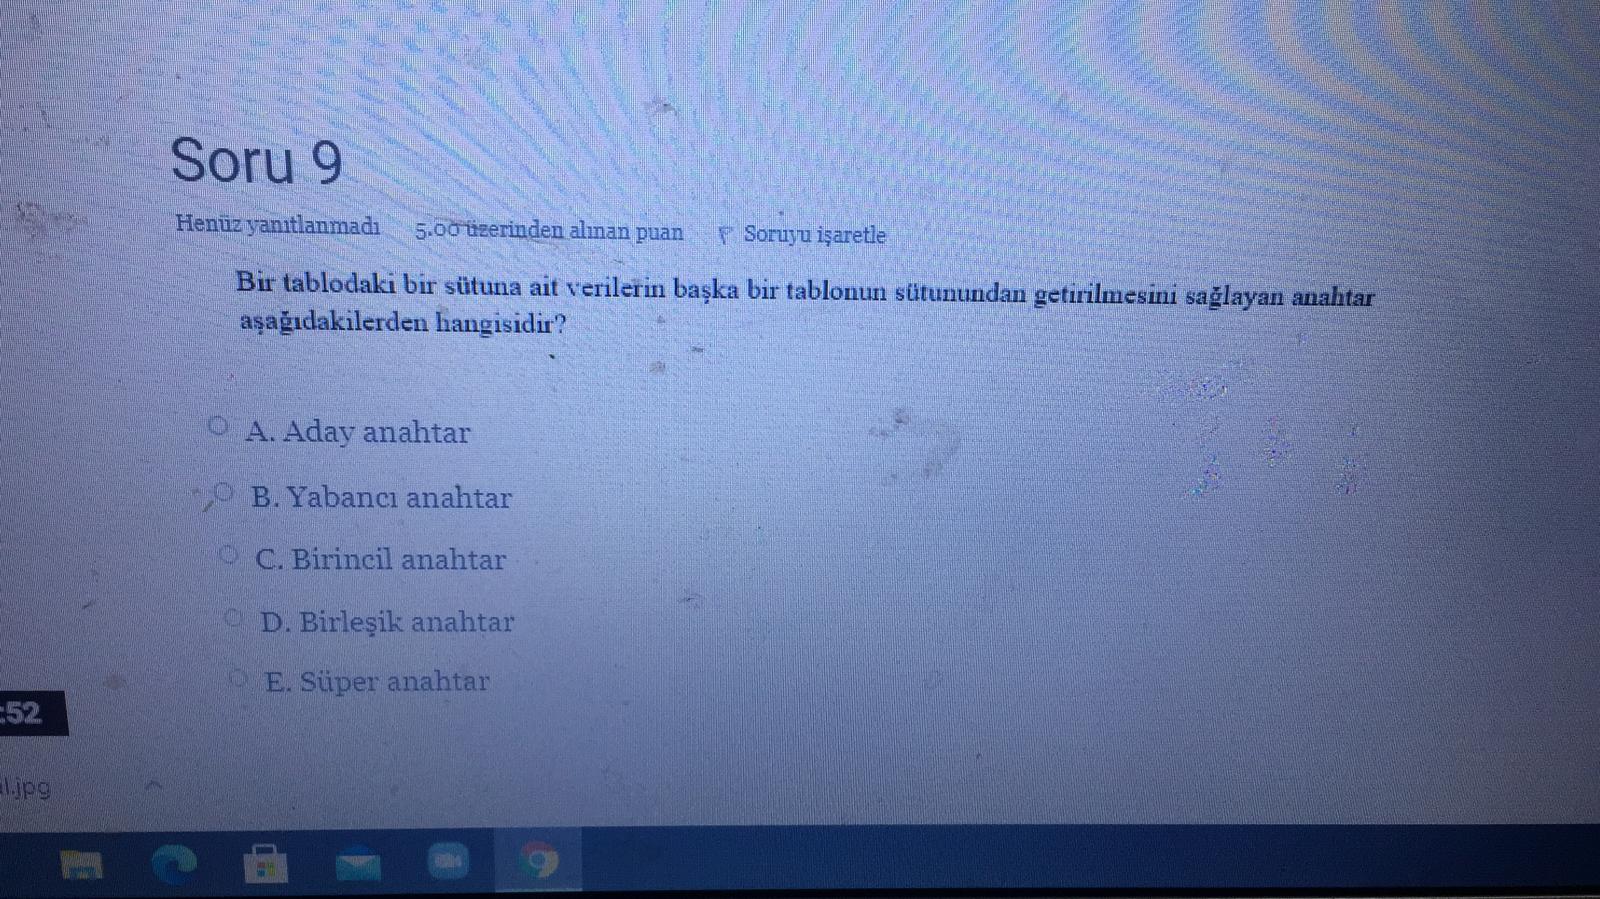 Soru 9
Henüz yanıtlanmadı 5.00 üzerinden alınan puan Soruyu işaretle
Bir tablodaki bir sütuna ait verilerin başka bir tablonun sütunundan getirilmesini sağlayan anahtar
aşağıdakilerden hangisidir?
A. Aday anahtar
B. Yabancı anahtar
C. Birincil anahtar
D. Birleşik anahtar
E. Süper anahtar
:52
l.jpg